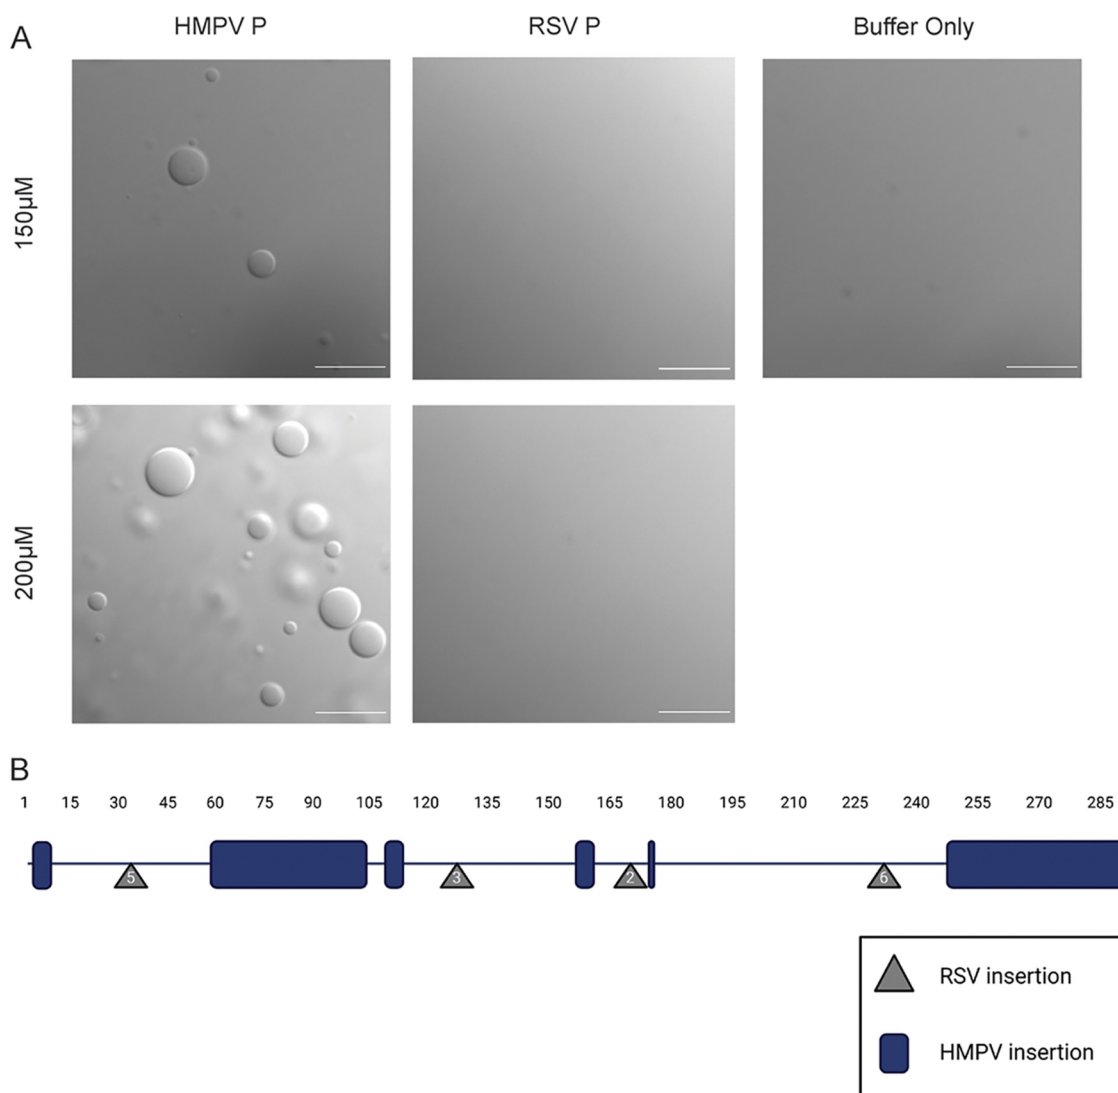 A
HMPV P
RSV P
Buffer Only
150µM
200µM
B
1 15 30 45 60 75 90 105 120 135 150 165 180 195 210 225 240 255 270 285
5 3 2 6
RSV insertion
HMPV insertion